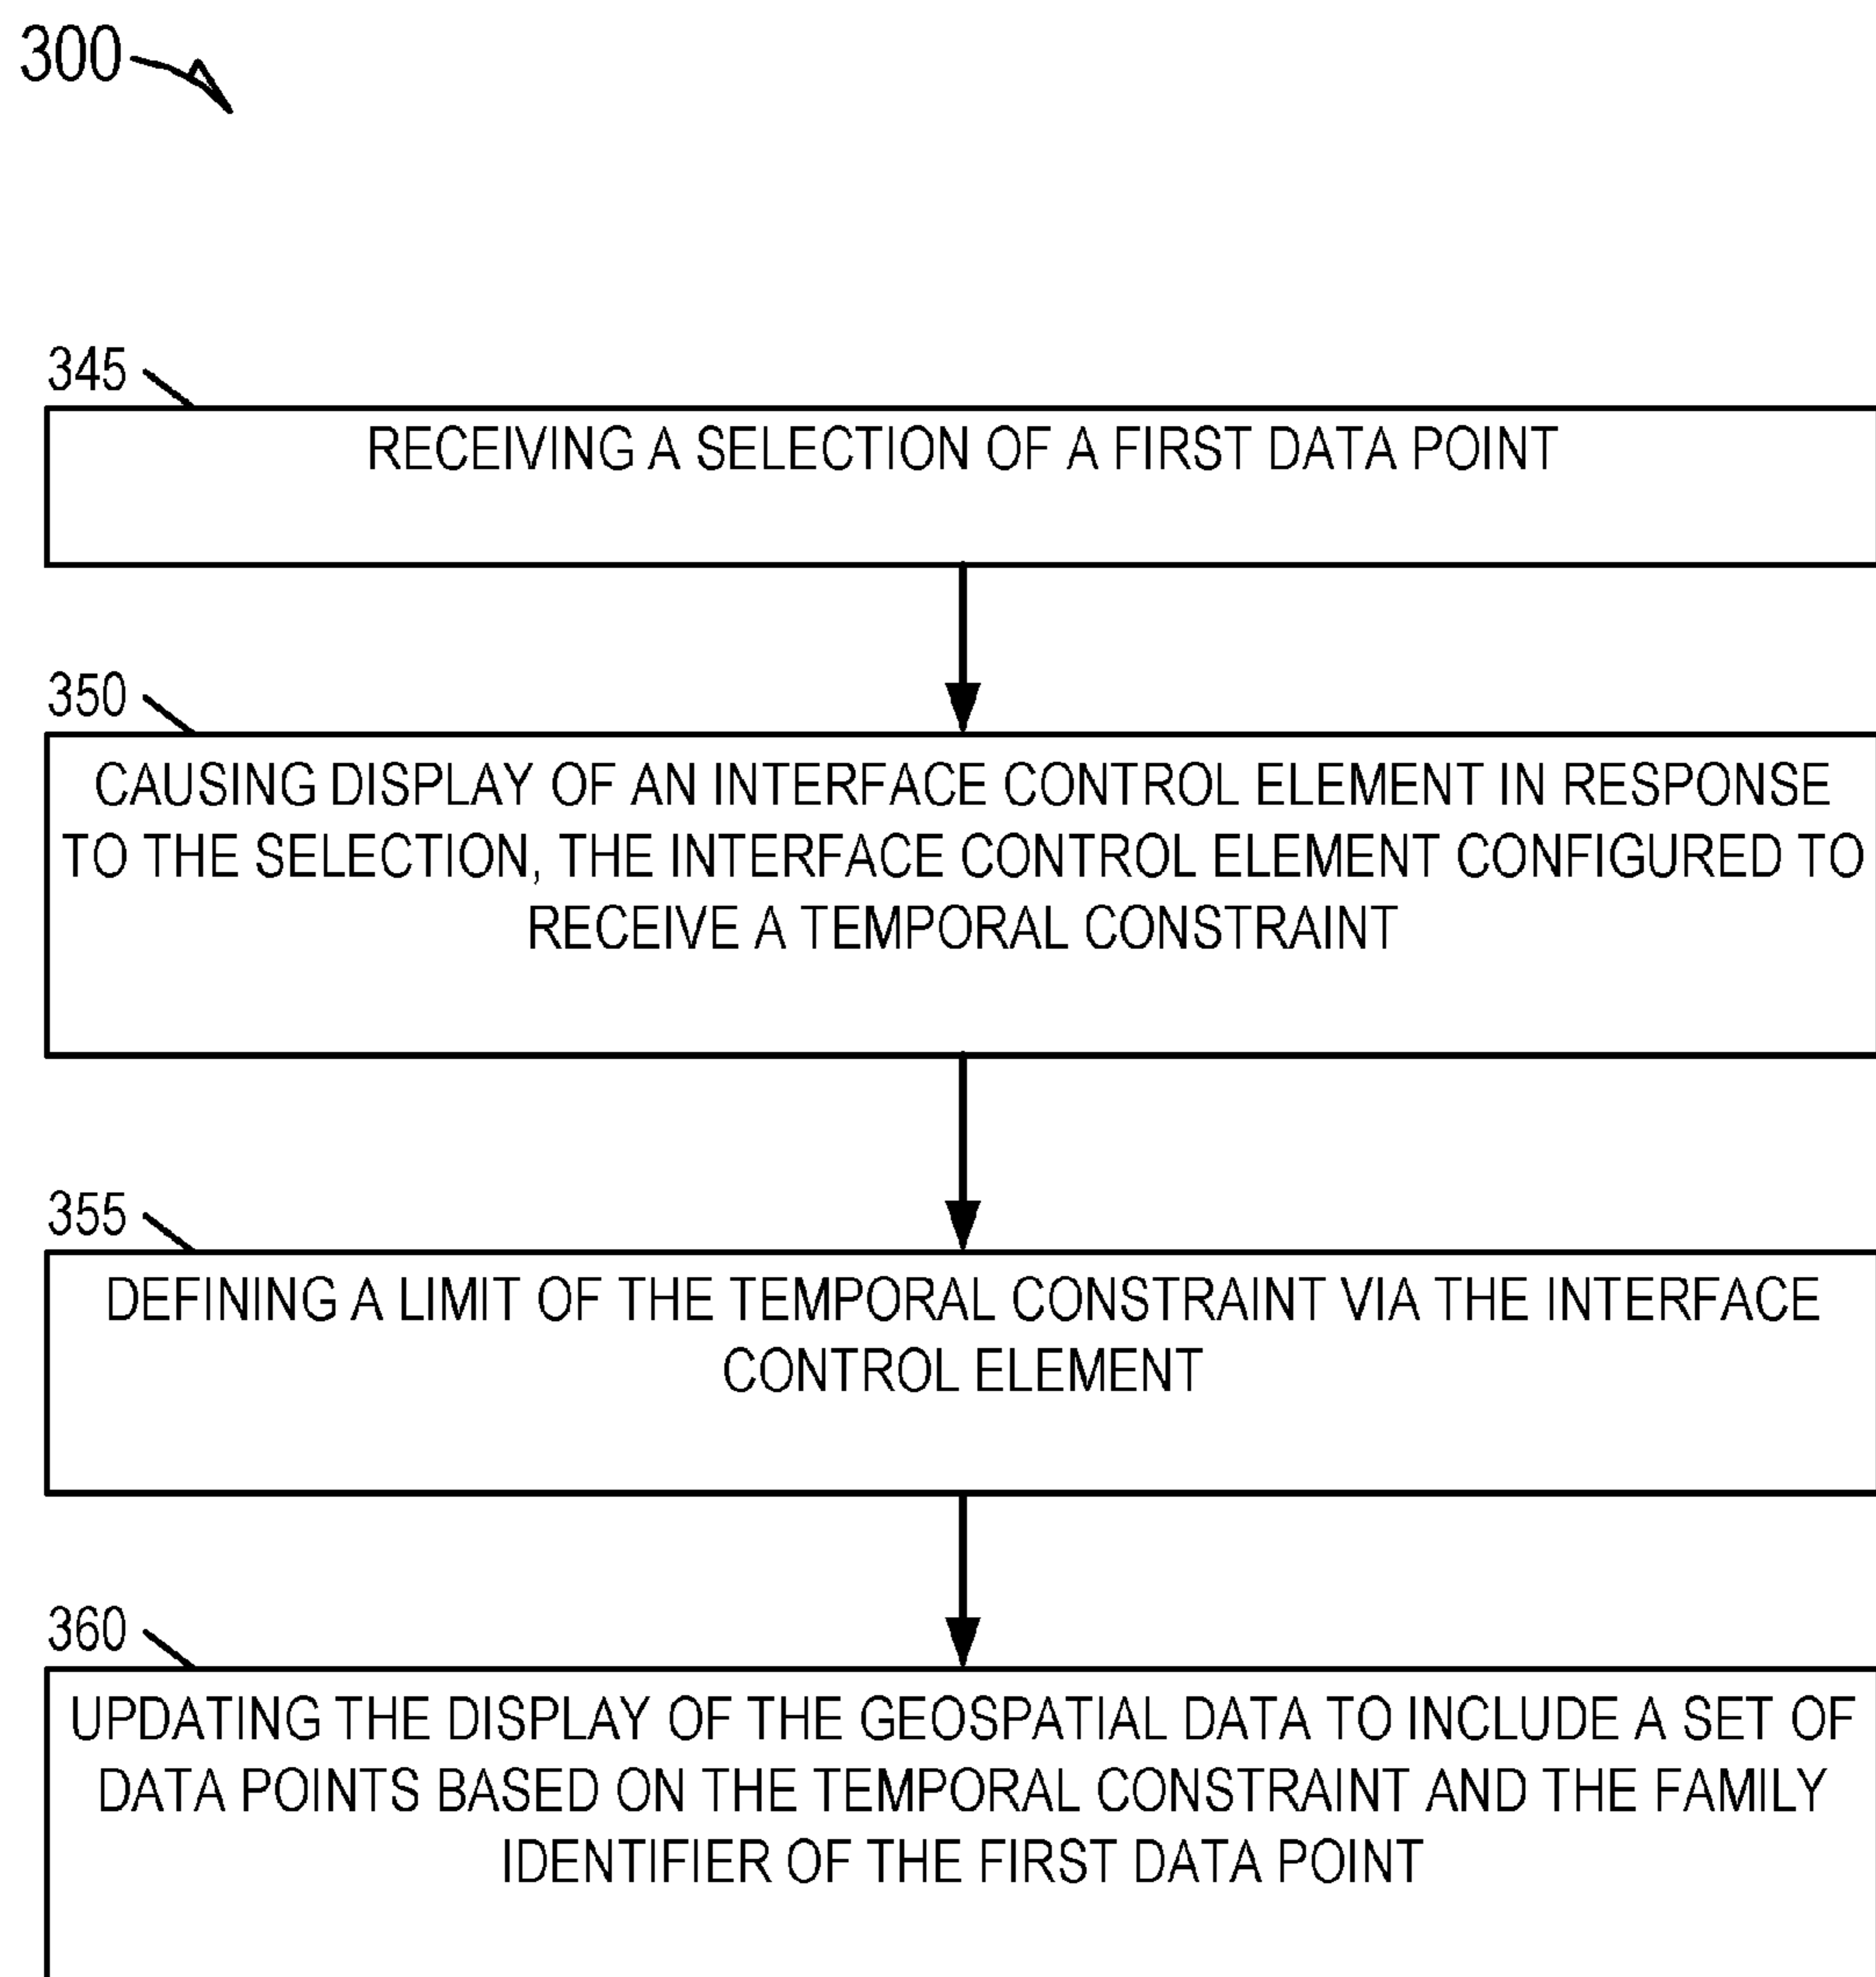 300
345
RECEIVING A SELECTION OF A FIRST DATA POINT
350
CAUSING DISPLAY OF AN INTERFACE CONTROL ELEMENT IN RESPONSE
TO THE SELECTION, THE INTERFACE CONTROL ELEMENT CONFIGURED TO
RECEIVE A TEMPORAL CONSTRAINT
355
DEFINING A LIMIT OF THE TEMPORAL CONSTRAINT VIA THE INTERFACE
CONTROL ELEMENT
360
UPDATING THE DISPLAY OF THE GEOSPATIAL DATA TO INCLUDE A SET OF
DATA POINTS BASED ON THE TEMPORAL CONSTRAINT AND THE FAMILY
IDENTIFIER OF THE FIRST DATA POINT